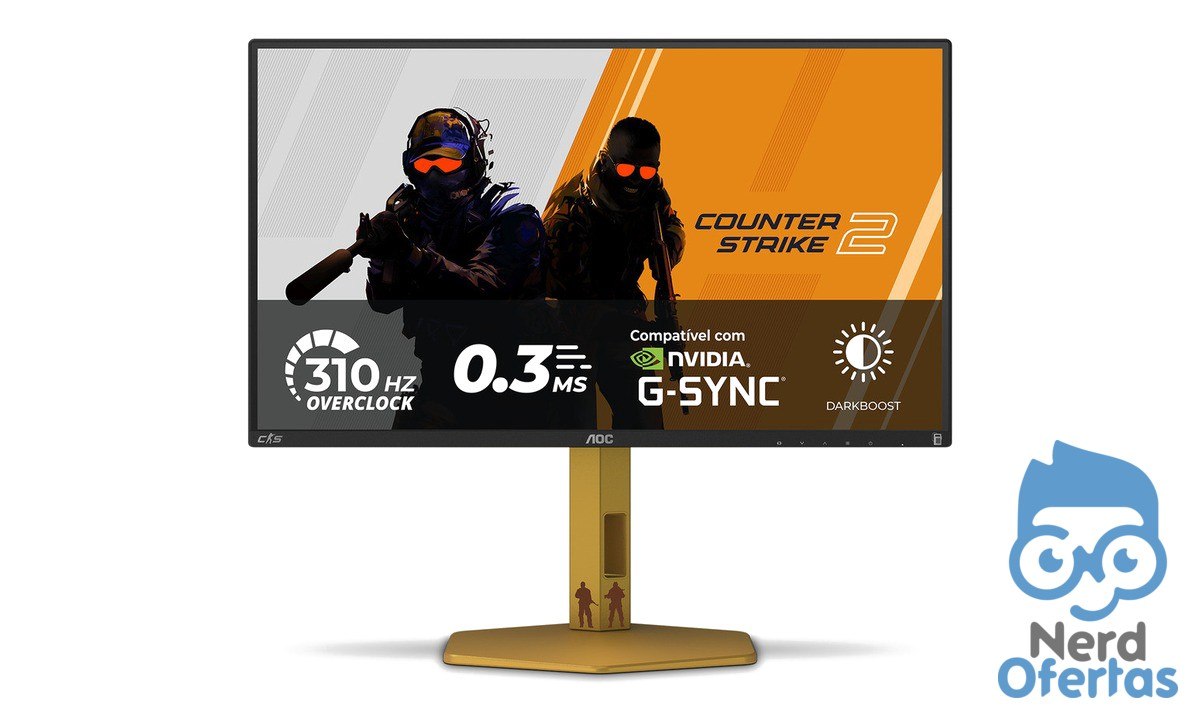 COUNTER
STRIKE 2
310 HZ
OVERCLOCK
0.3 MS
Compatível com
NVIDIA®
G-SYNC®
DARKBOOST
AOC
Nerd
Ofertas